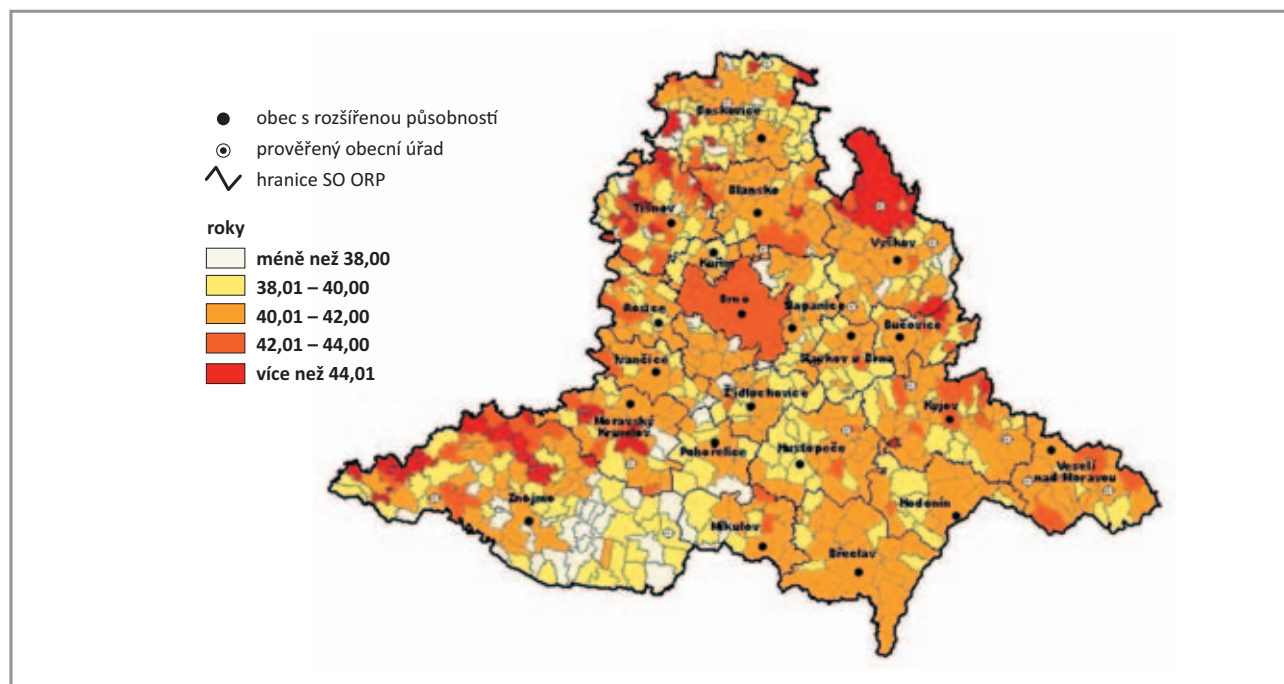 obec s rozšířenou působností
prověřený obecní úřad
hranice SO ORP
roky
méně než 38,00
38,01 – 40,00
40,01 – 42,00
42,01 – 44,00
více než 44,01
Boskovice
Blansko
Tišnov
Vyškov
Kuřim
Brno
Šlapanice
Rosice
Bučovice
Slavkov u Brna
Ivančice
Židlochovice
Kyjov
Moravský
Krumlov
Pohořelice
Hustopeče
Veselí
nad Moravou
Znojmo
Hodonín
Mikulov
Břeclav